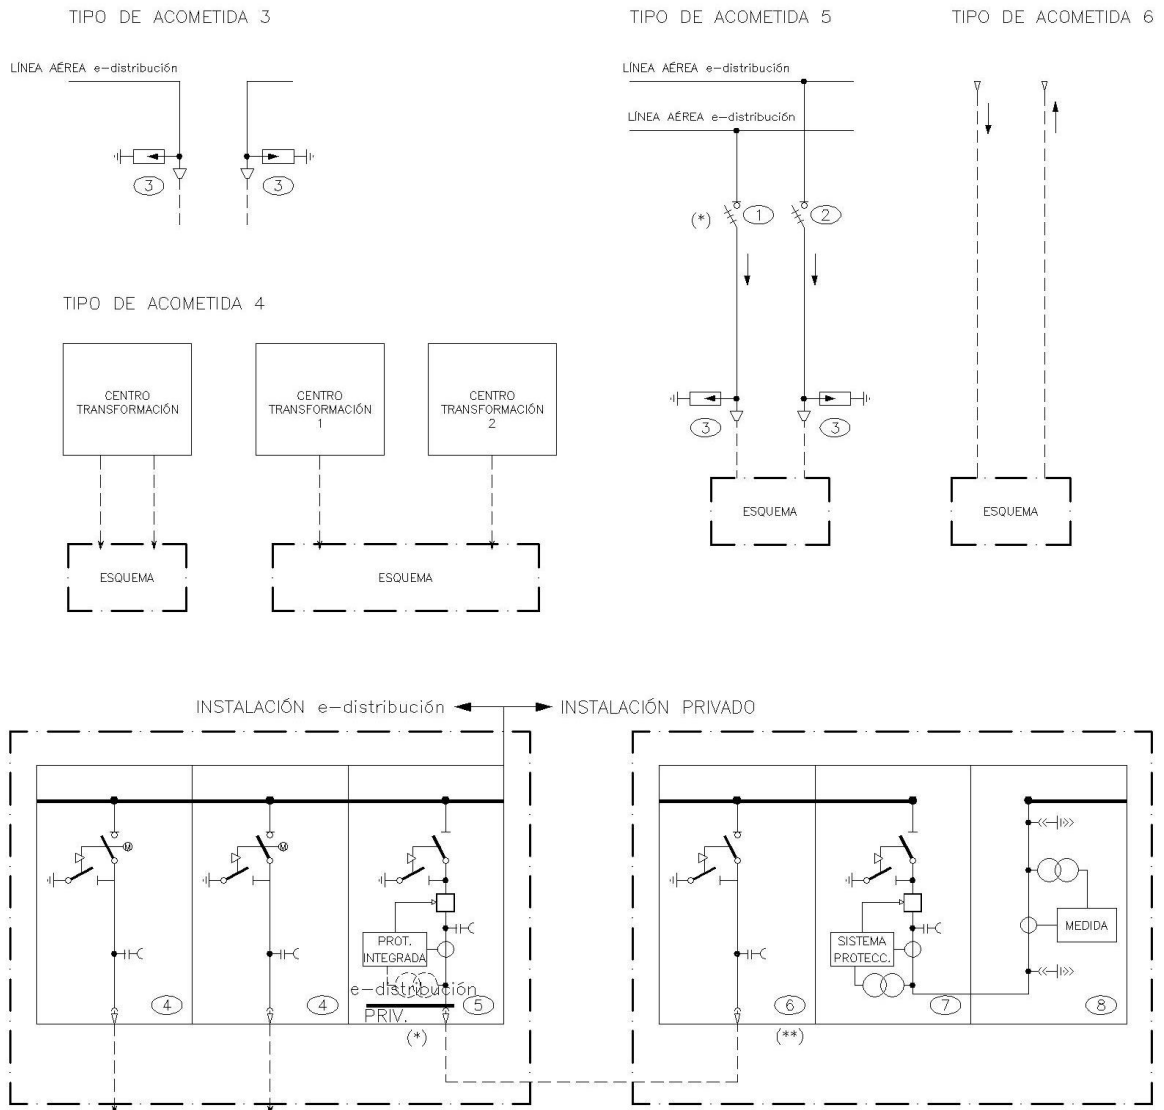 TIPO DE ACOMETIDA 3
LÍNEA AÉREA e-distribución
3
3
TIPO DE ACOMETIDA 5
LÍNEA AÉREA e-distribución
LÍNEA AÉREA e-distribución
(*)
1
2
3
3
ESQUEMA
TIPO DE ACOMETIDA 6
ESQUEMA
TIPO DE ACOMETIDA 4
CENTRO
TRANSFORMACIÓN
CENTRO
TRANSFORMACIÓN
1
CENTRO
TRANSFORMACIÓN
2
ESQUEMA
ESQUEMA
INSTALACIÓN e-distribución
INSTALACIÓN PRIVADO
M
M
PROT.
INTEGRADA
e-distribución
PRIV.
4
4
5
(*)
SISTEMA
PROTECC.
MEDIDA
6
7
8
(**)